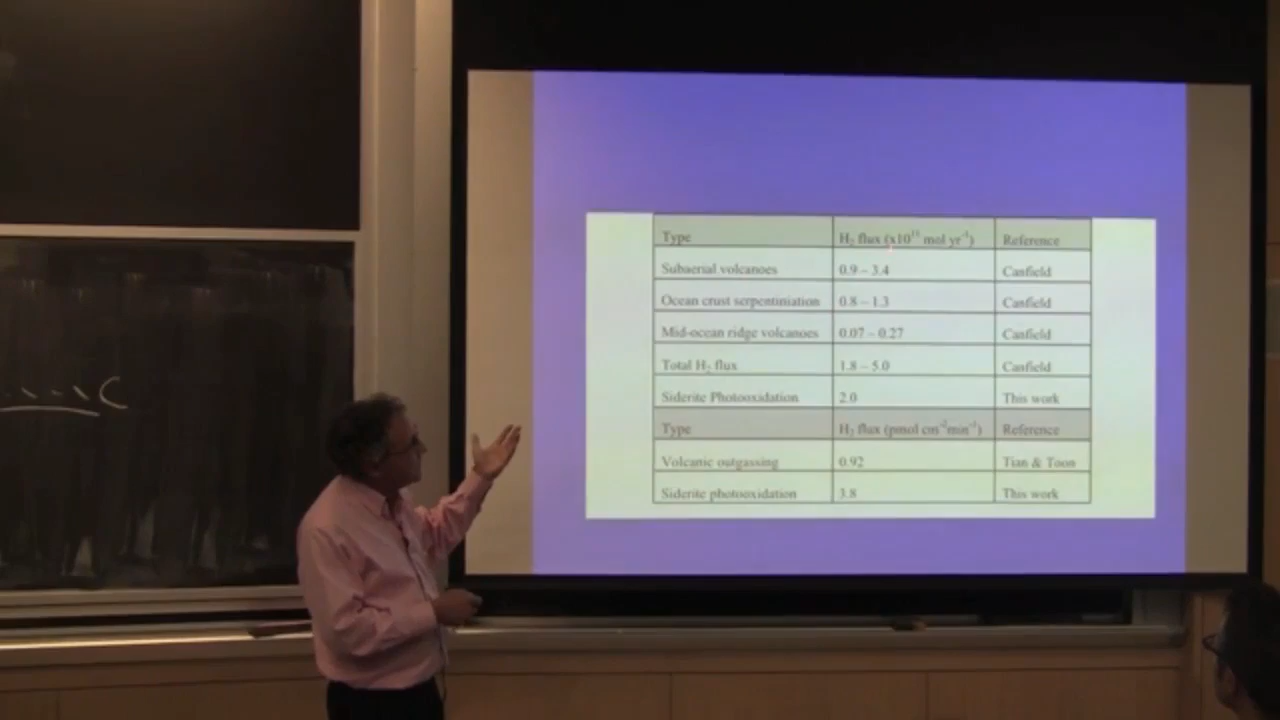 Type H₂ flux (x10¹¹ mol yr⁻¹) Reference
Subaerial volcanoes 0.9 – 3.4 Canfield
Ocean crust serpentiniation 0.8 – 1.3 Canfield
Mid-ocean ridge volcanoes 0.07 – 0.27 Canfield
Total H₂ flux 1.8 – 5.0 Canfield
Siderite Photooxidation 2.0 This work
Type H₂ flux (pmol cm⁻²min⁻¹) Reference
Volcanic outgassing 0.92 Tian & Toon
Siderite photooxidation 3.8 This work